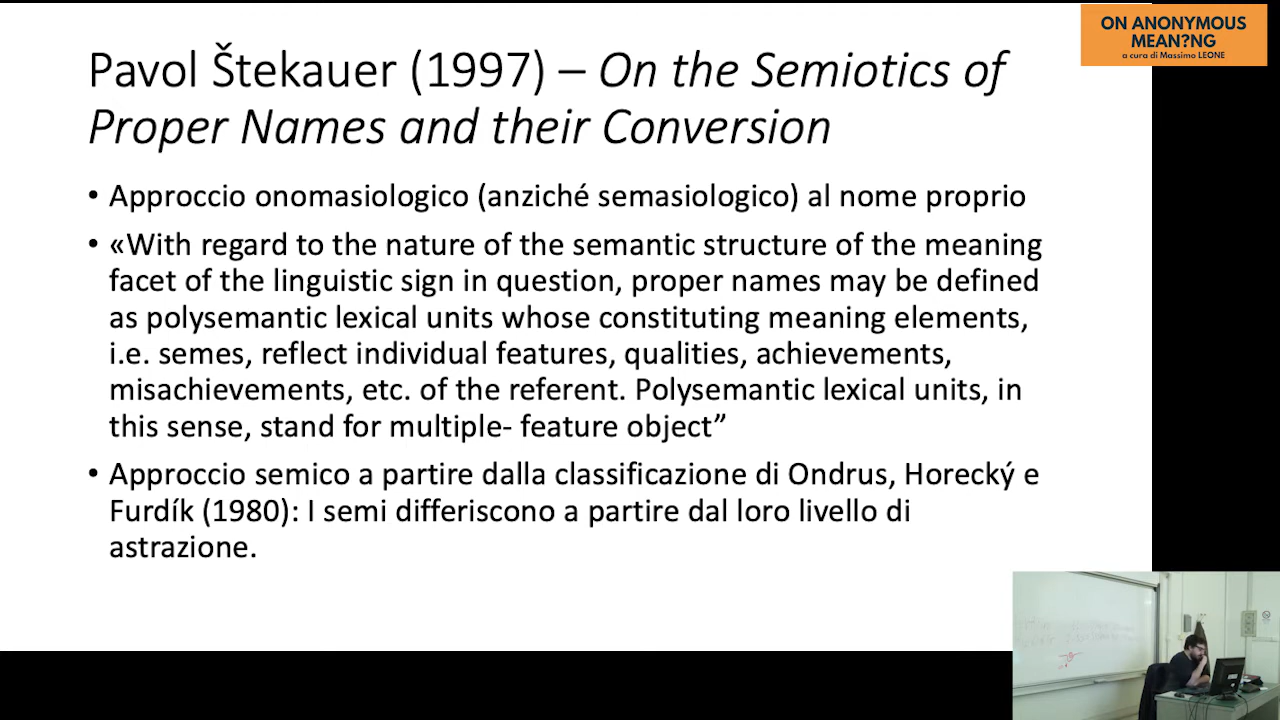 ON ANONYMOUS
MEAN?NG
a cura di Massimo LEONE
Pavol Štekauer (1997) – On the Semiotics of
Proper Names and their Conversion
• Approccio onomasiologico (anziché semasiologico) al nome proprio
• «With regard to the nature of the semantic structure of the meaning
facet of the linguistic sign in question, proper names may be defined
as polysemantic lexical units whose constituting meaning elements,
i.e. semes, reflect individual features, qualities, achievements,
misachievements, etc. of the referent. Polysemantic lexical units, in
this sense, stand for multiple- feature object”
• Approccio semico a partire dalla classificazione di Ondrus, Horecký e
Furdík (1980): I semi differiscono a partire dal loro livello di
astrazione.